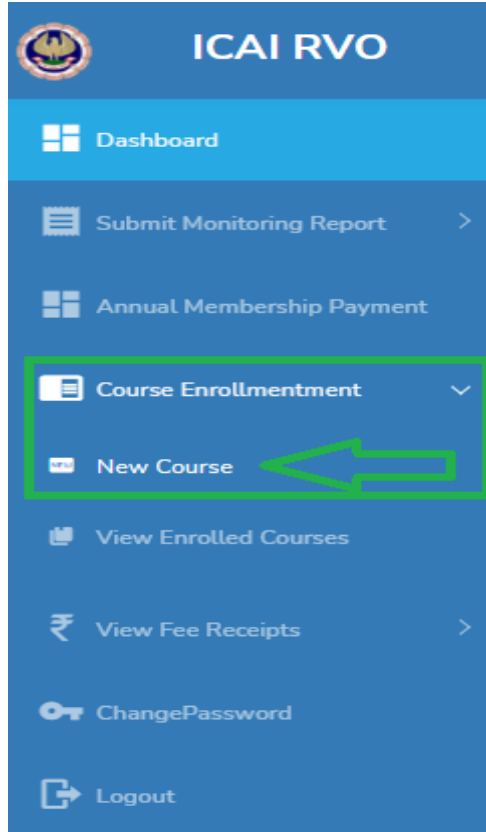 ICAI RVO
Dashboard
Submit Monitoring Report
Annual Membership Payment
Course Enrollmentment
New Course
View Enrolled Courses
₹ View Fee Receipts
ChangePassword
Logout